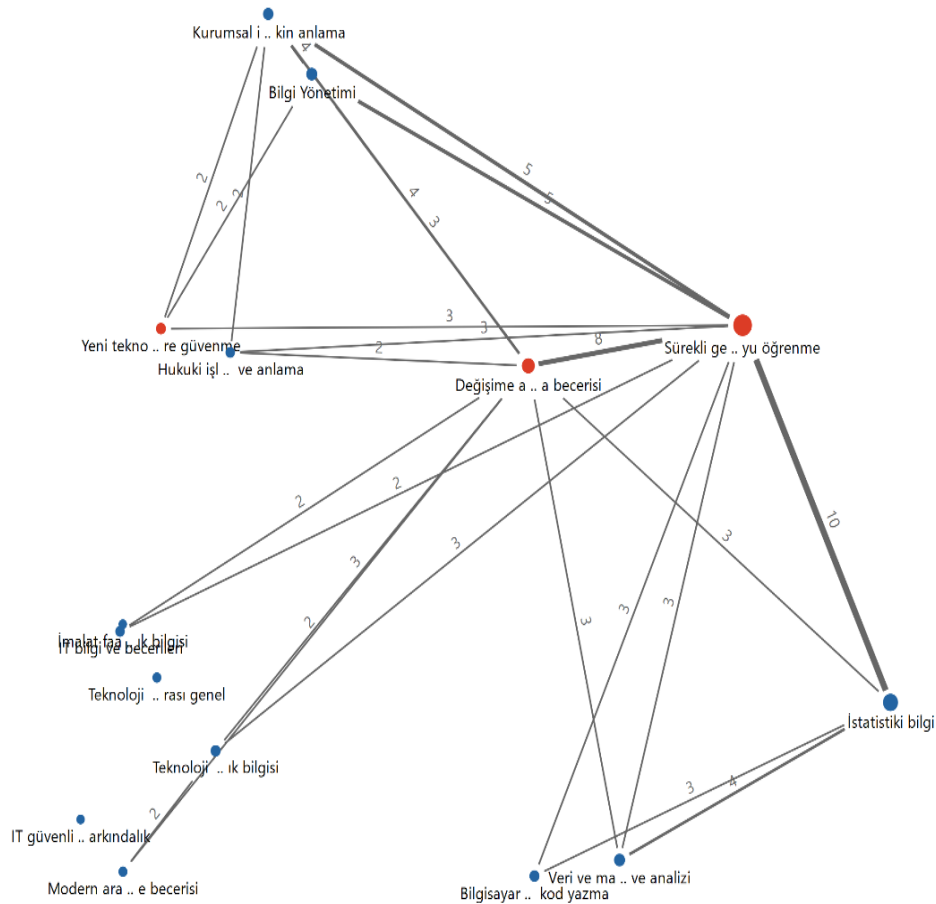 Kurumsal i .. kin anlama
4
Bilgi Yönetimi
5
5
2
2
2
4
3
3
3
Yeni tekno .. re güvenme
8
2
Sürekli ge .. yu öğrenme
Hukuki işl .. ve anlama
Değişime a .. a becerisi
2
2
10
3
3
3
3
3
3
2
İmalat faa .. ık bilgisi
IT bilgi ve becerileri
Teknoloji .. rası genel
İstatistiki bilgi
Teknoloji .. ık bilgisi
3
4
2
IT güvenli .. arkındalık
Veri ve ma .. ve analizi
Modern ara .. e becerisi
Bilgisayar .. kod yazma